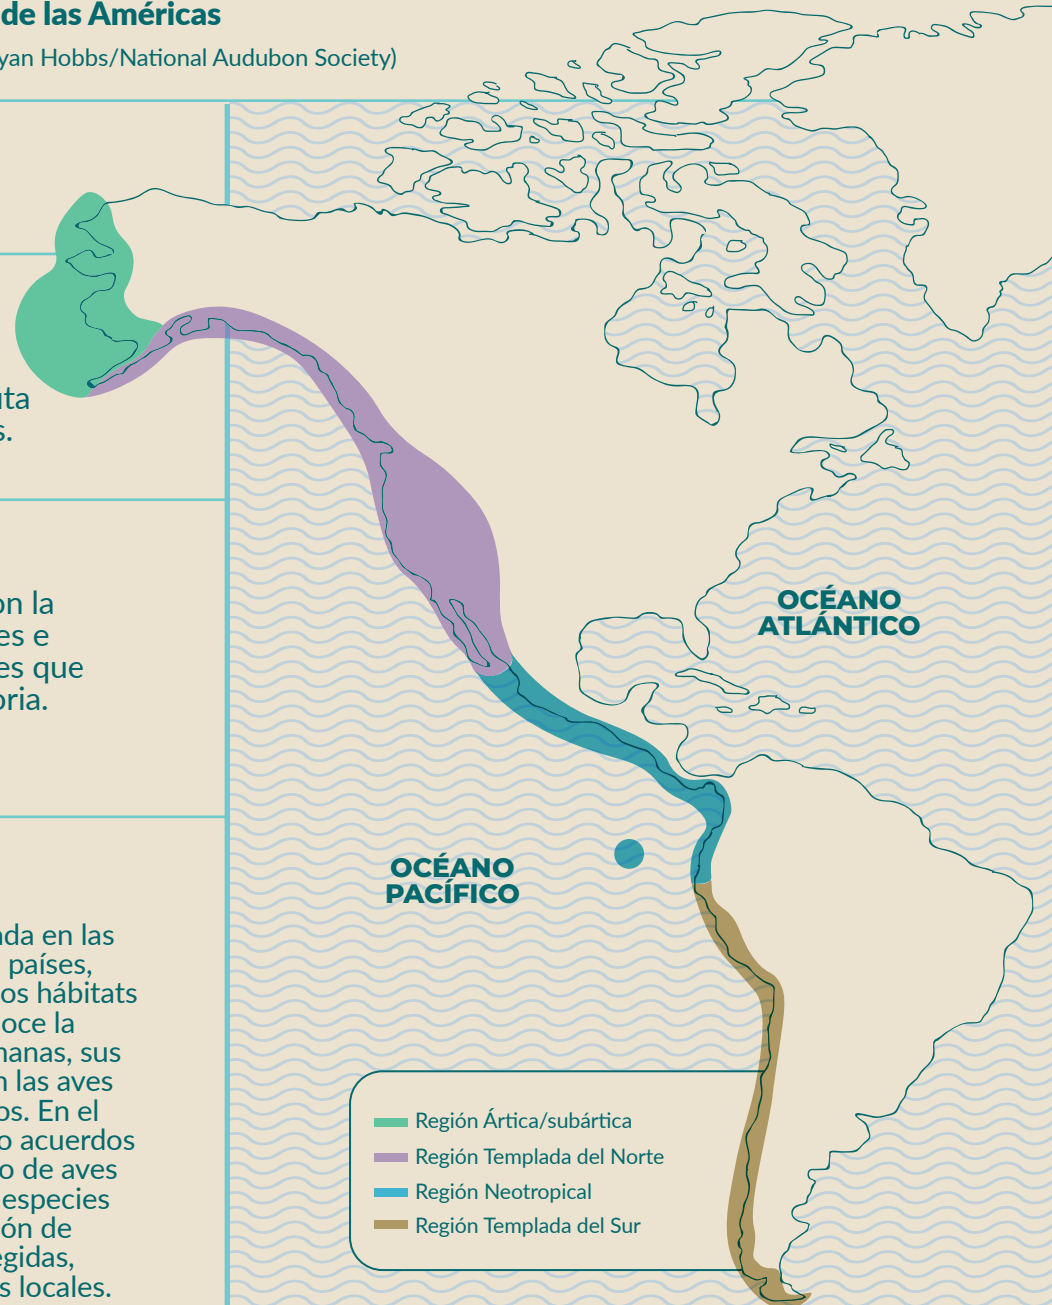 de las Américas
yan Hobbs/National Audubon Society)
uta
s.
on la
es e
es que
oria.
ada en las
países,
os hábitats
oce la
manas, sus
n las aves
os. En el
o acuerdos
o de aves
especies
ón de
egidas,
s locales.
OCÉANO
ATLÁNTICO
OCÉANO
PACÍFICO
Región Ártica/subártica
Región Templada del Norte
Región Neotropical
Región Templada del Sur